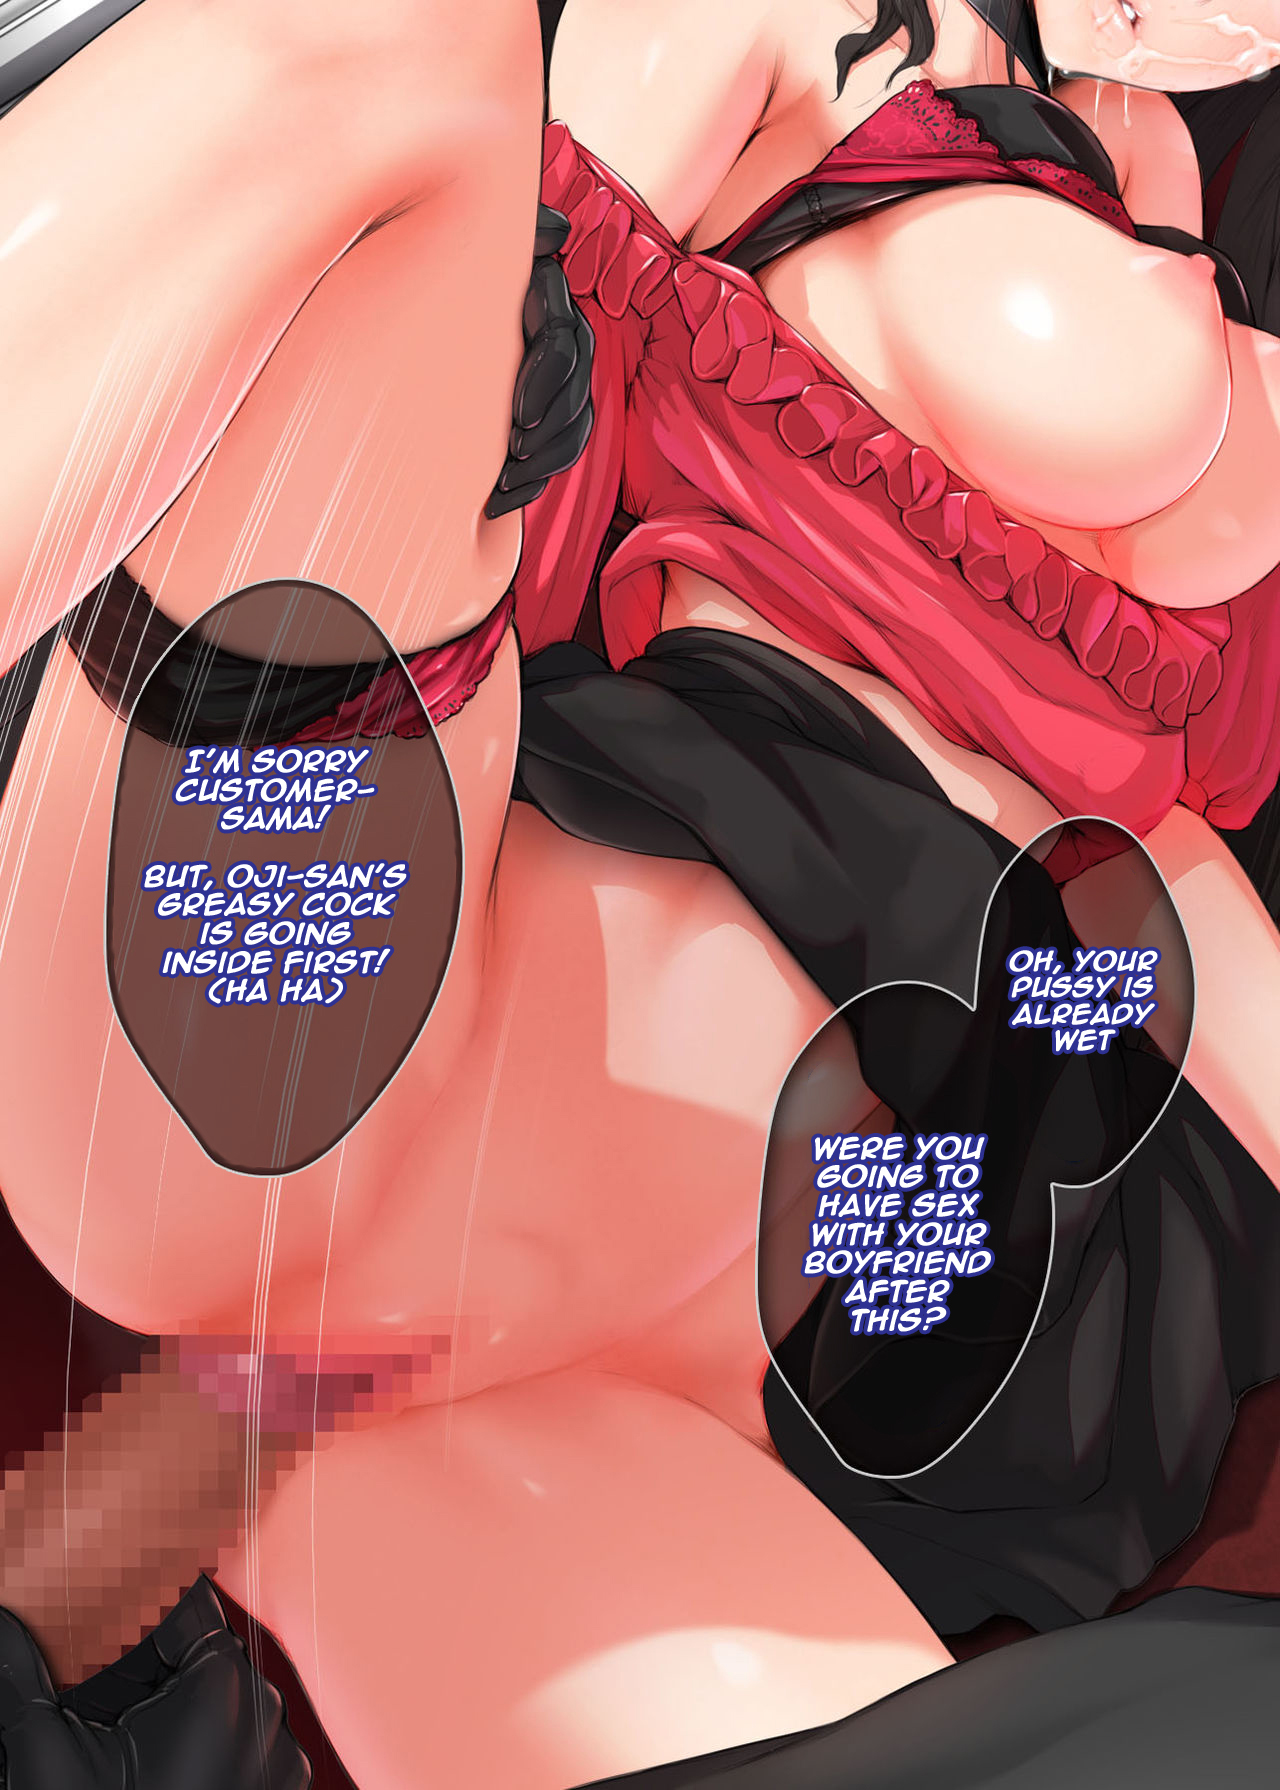 I'M SORRY
CUSTOMER-
SAMA!
BUT, OJI-SAN'S
GREASY COCK
IS GOING
INSIDE FIRST!
(HA HA)
OH, YOUR
PUSSY IS
ALREADY
WET
WERE YOU
GOING TO
HAVE SEX
WITH YOUR
BOYFRIEND
AFTER
THIS?